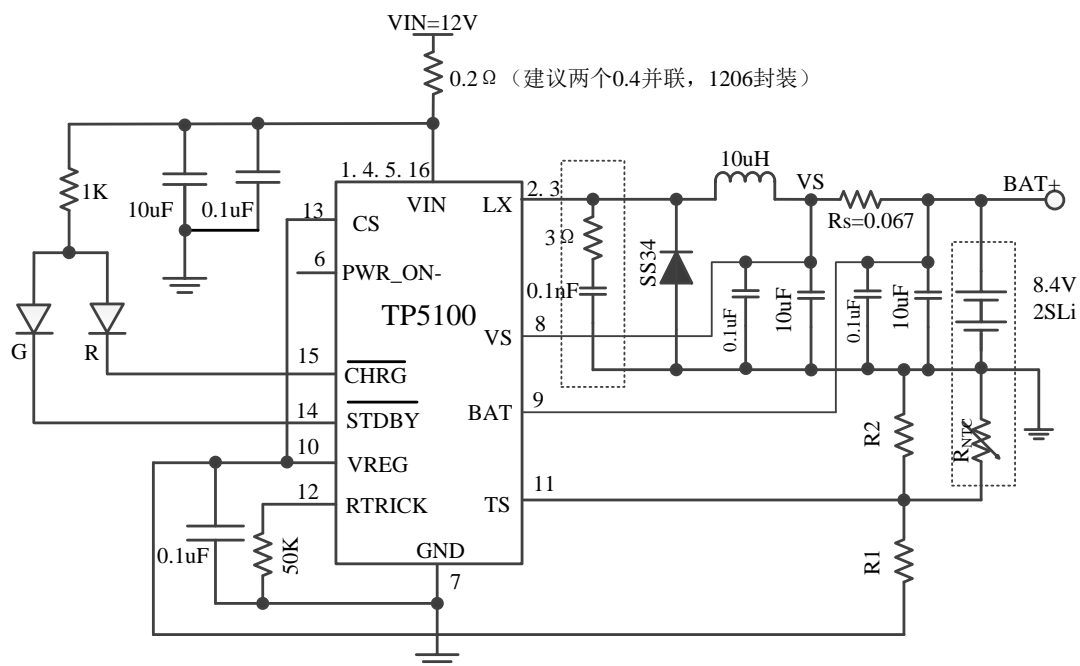 VIN=12V
0.2Ω（建议两个0.4并联，1206封装）
1K
10uF
0.1uF
1. 4. 5. 16
VIN
2. 3
LX
10uH
VS
Rs=0.067
BAT+
13
CS
6
PWR_ON-
TP5100
3Ω
0.1nF
SS34
0.1uF
10uF
0.1uF
10uF
8.4V
2SLi
G
R
VS
8
15
CHRG
14
STDBY
BAT
9
10
VREG
12
RTRICK
TS
11
R2
RNTC
0.1uF
50K
GND
7
R1